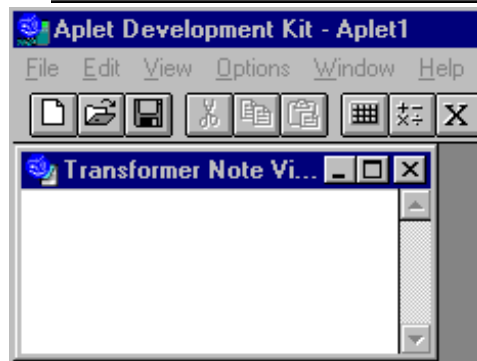 Aplet Development Kit - Aplet1
File Edit View Options Window Help
X
Transformer Note Vi...